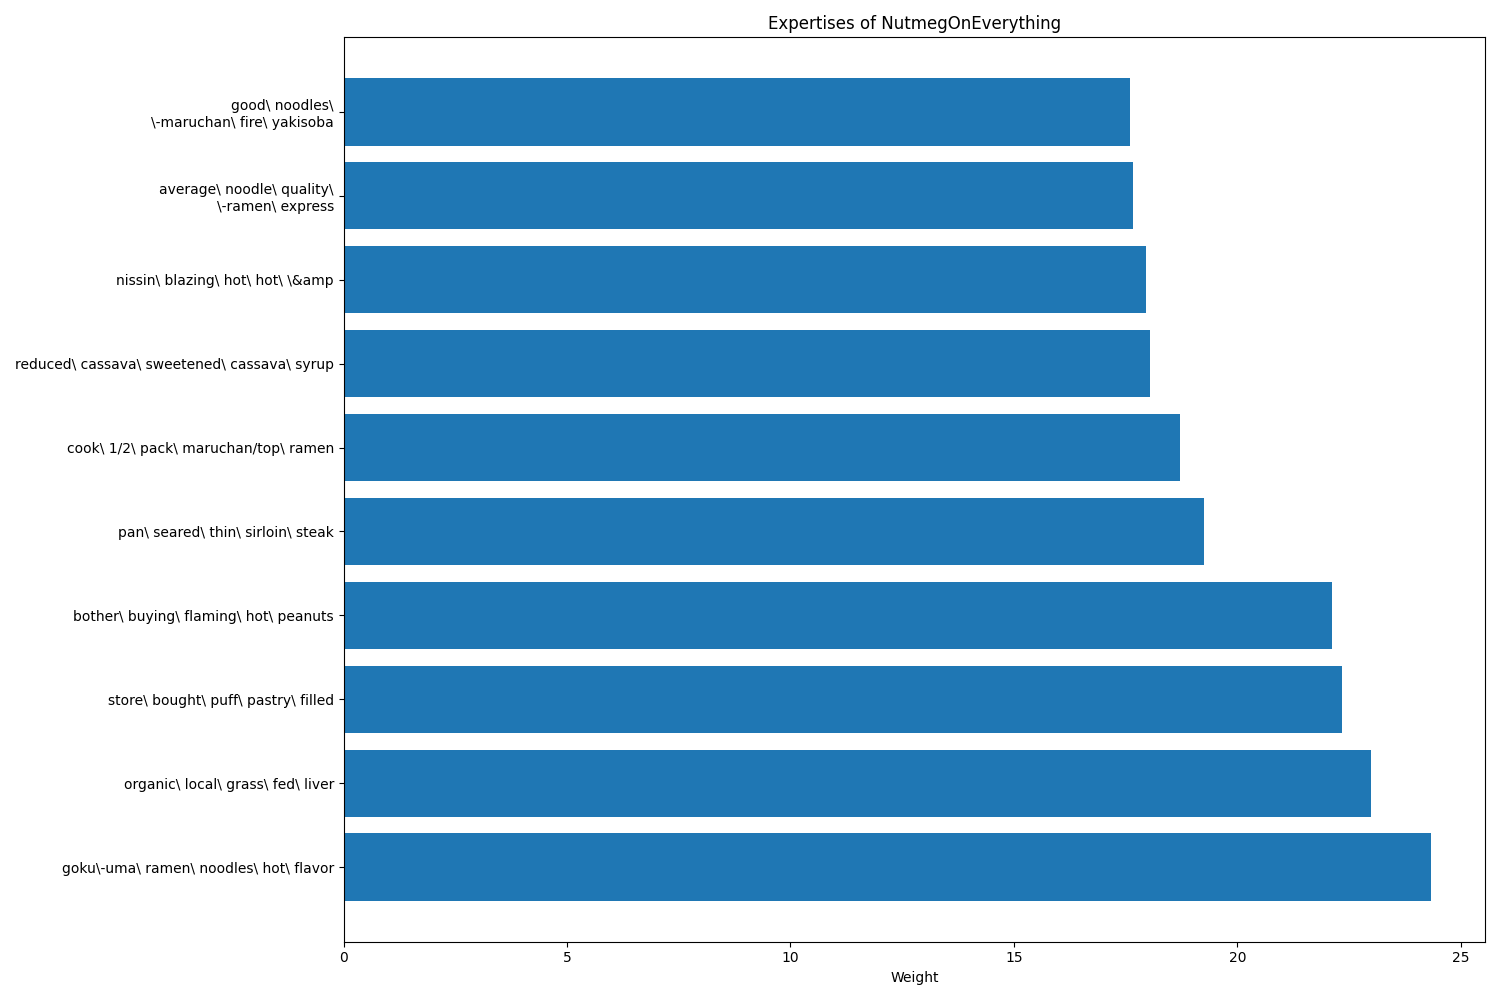 Expertises of NutmegOnEverything
good\ noodles\
\-maruchan\ fire\ yakisoba
average\ noodle\ quality\
\-ramen\ express
nissin\ blazing\ hot\ hot\ \&amp
reduced\ cassava\ sweetened\ cassava\ syrup
cook\ 1/2\ pack\ maruchan/top\ ramen
pan\ seared\ thin\ sirloin\ steak
bother\ buying\ flaming\ hot\ peanuts
store\ bought\ puff\ pastry\ filled
organic\ local\ grass\ fed\ liver
goku\-uma\ ramen\ noodles\ hot\ flavor
0 5 10 15 20 25
Weight